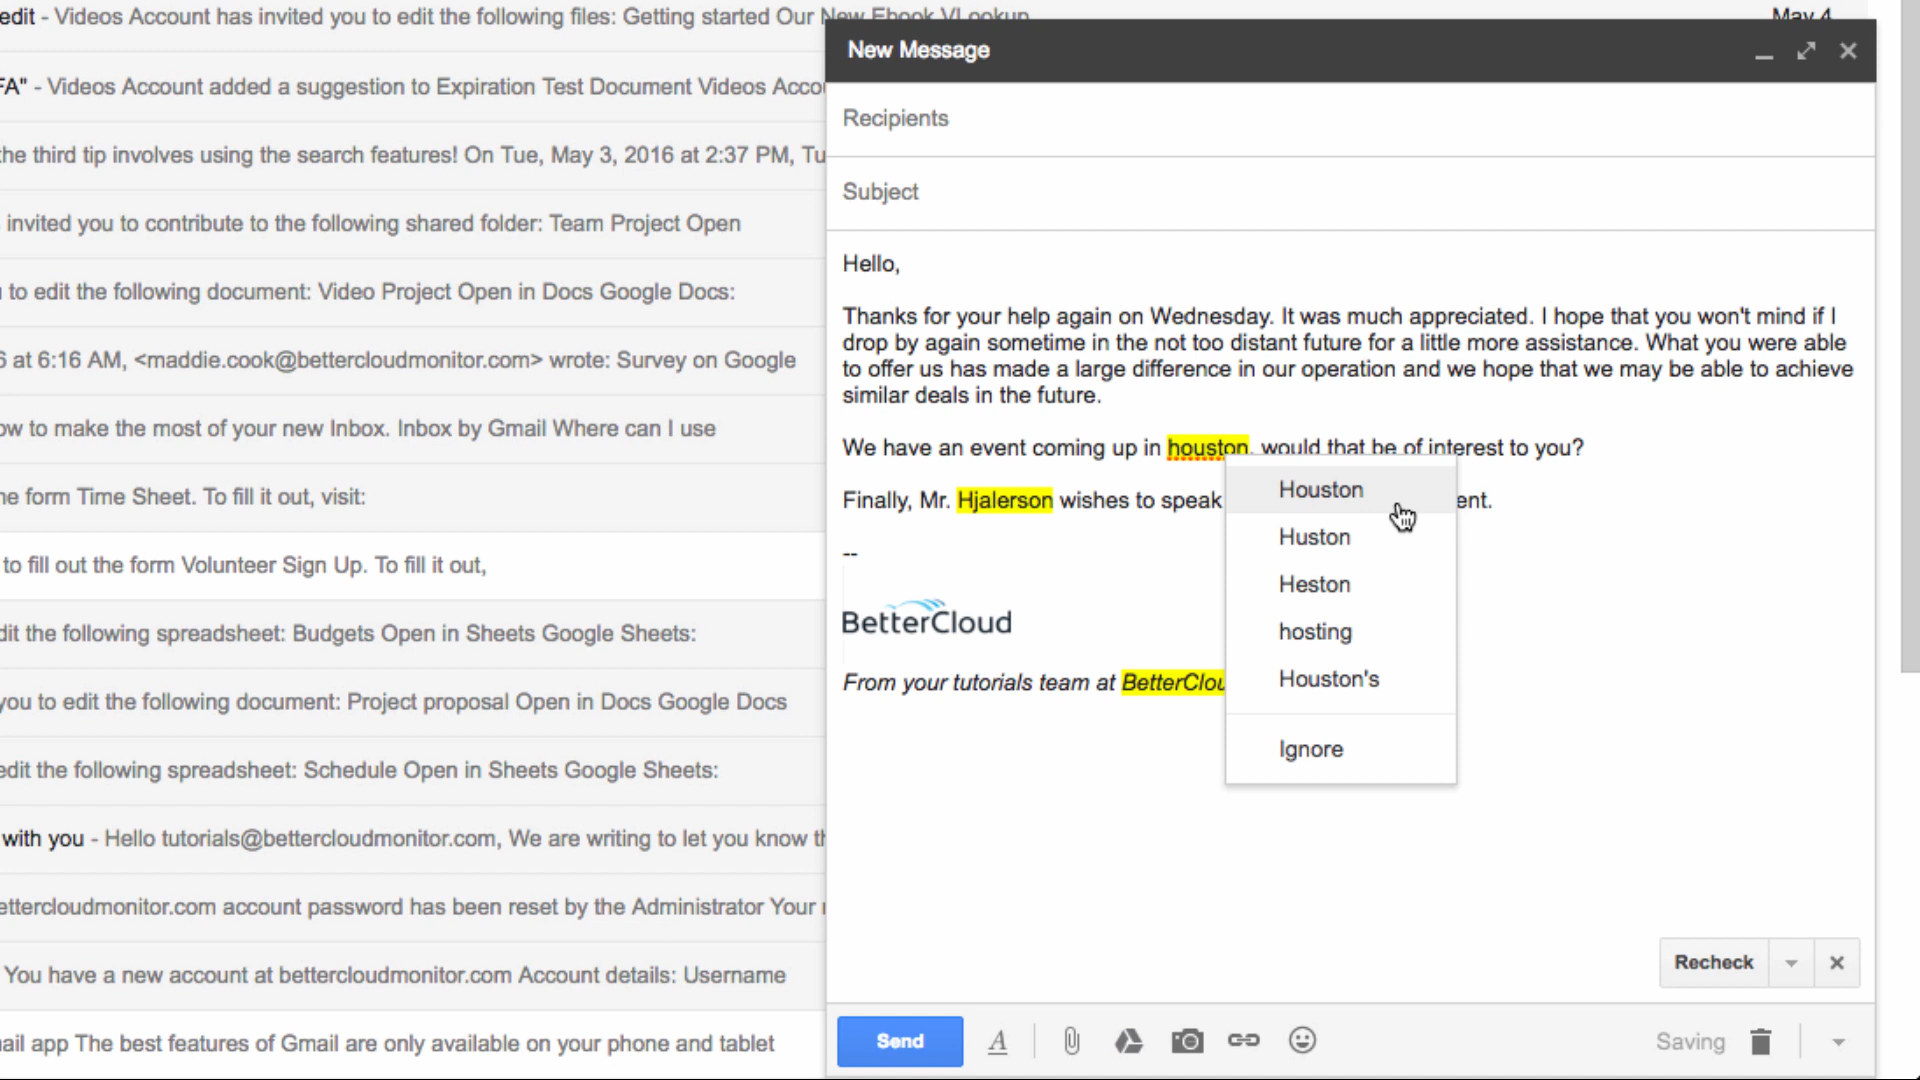 edit - Videos Account has invited you to edit the following files: Getting started Our New Ebook VLookup
May 4
FA" - Videos Account added a suggestion to Expiration Test Document Videos Acco
the third tip involves using the search features! On Tue, May 3, 2016 at 2:37 PM, Tu
invited you to contribute to the following shared folder: Team Project Open
to edit the following document: Video Project Open in Docs Google Docs:
6 at 6:16 AM, <maddie.cook@bettercloudmonitor.com> wrote: Survey on Google
ow to make the most of your new Inbox. Inbox by Gmail Where can I use
he form Time Sheet. To fill it out, visit:
to fill out the form Volunteer Sign Up. To fill it out,
dit the following spreadsheet: Budgets Open in Sheets Google Sheets:
you to edit the following document: Project proposal Open in Docs Google Docs
edit the following spreadsheet: Schedule Open in Sheets Google Sheets:
with you - Hello tutorials@bettercloudmonitor.com, We are writing to let you know th
ettercloudmonitor.com account password has been reset by the Administrator Your
You have a new account at bettercloudmonitor.com Account details: Username
ail app The best features of Gmail are only available on your phone and tablet
New Message
Recipients
Subject
Hello,
Thanks for your help again on Wednesday. It was much appreciated. I hope that you won't mind if I
drop by again sometime in the not too distant future for a little more assistance. What you were able
to offer us has made a large difference in our operation and we hope that we may be able to achieve
similar deals in the future.
We have an event coming up in houston, would that be of interest to you?
Finally, Mr. Hjalerson wishes to speak ent.
--
BetterCloud
From your tutorials team at BetterClou
Houston
Huston
Heston
hosting
Houston's
Ignore
Recheck
Send
A
Saving